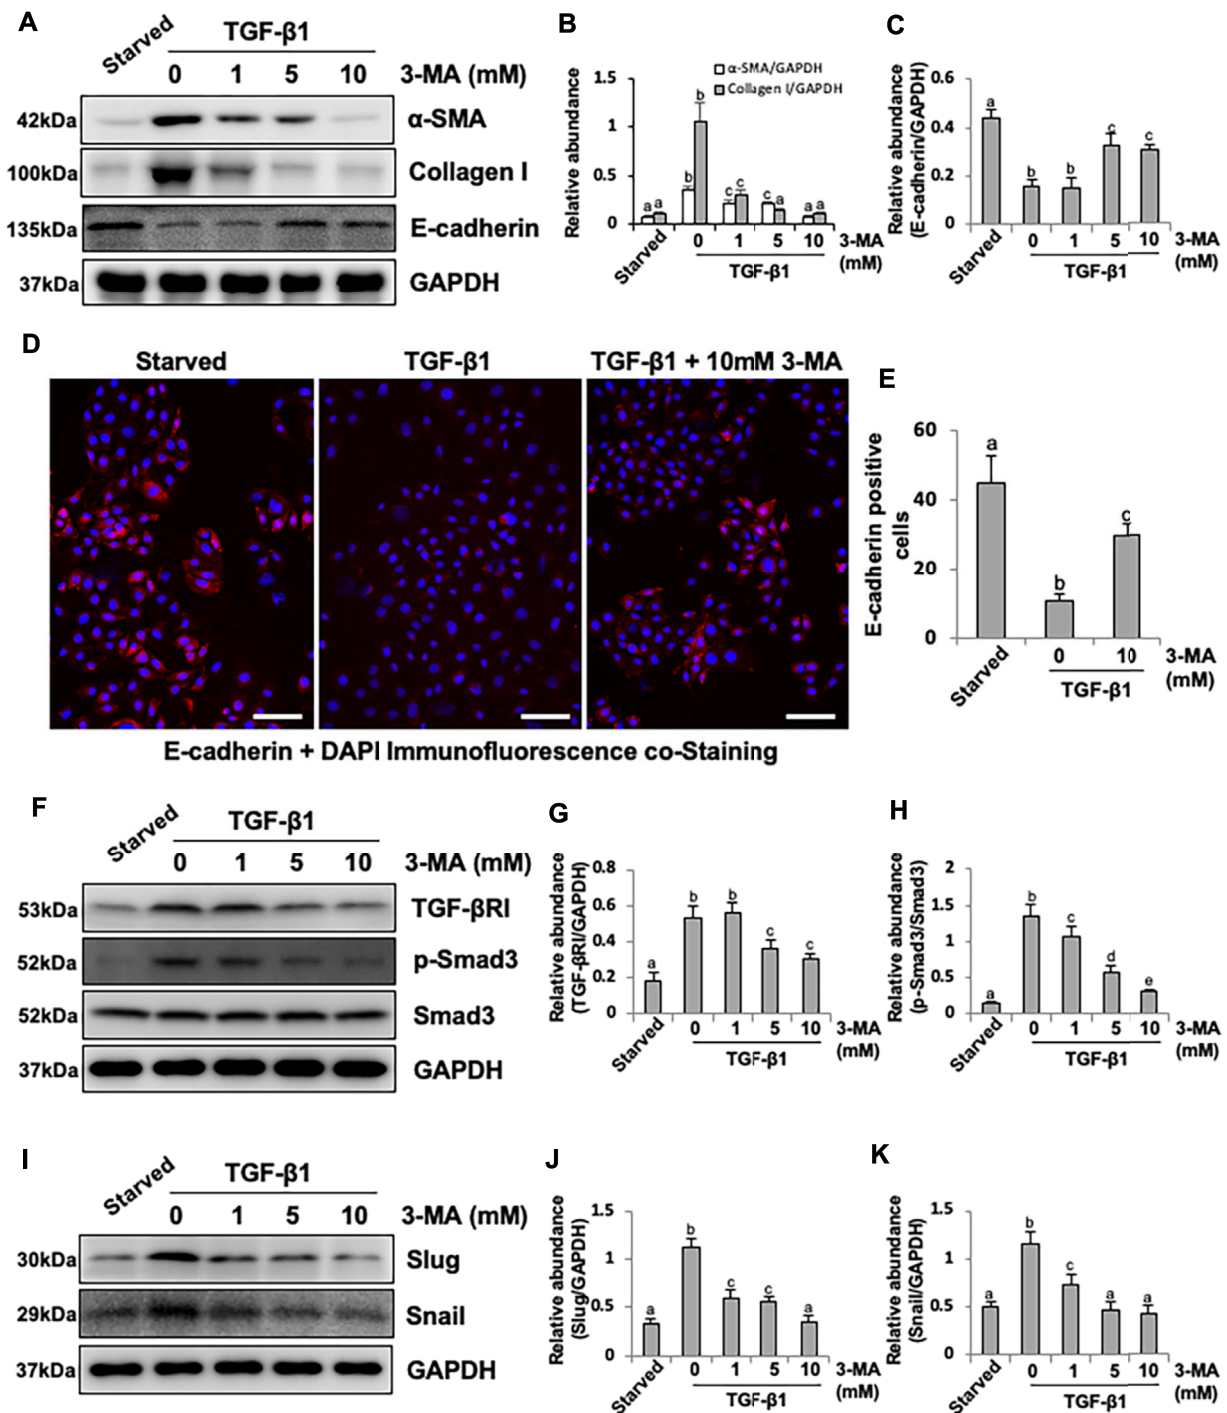 A
Starved
TGF-β1
0 1 5 10 3-MA (mM)
42kDa α-SMA
100kDa Collagen I
135kDa E-cadherin
37kDa GAPDH
B
Relative abundance
1.5
1
0.5
0
α-SMA/GAPDH
Collagen I/GAPDH
a a b b c c c a a a
Starved 0 1 5 10 3-MA
(mM)
TGF-β1
C
Relative abundance
(E-cadherin/GAPDH)
0.6
0.4
0.2
0
a b b c c
Starved 0 1 5 10 3-MA
(mM)
TGF-β1
D
Starved TGF-β1 TGF-β1 + 10mM 3-MA
E-cadherin + DAPI Immunofluorescence co-Staining
E
E-cadherin positive
cells
60
40
20
0
a b c
Starved 0 10 3-MA
(mM)
TGF-β1
F
Starved
TGF-β1
0 1 5 10 3-MA (mM)
53kDa TGF-βRI
52kDa p-Smad3
52kDa Smad3
37kDa GAPDH
G
Relative abundance
(TGF-βRI/GAPDH)
0.8
0.6
0.4
0.2
0
a b b c c
Starved 0 1 5 10 3-MA
(mM)
TGF-β1
H
Relative abundance
(p-Smad3/Smad3)
2
1.5
1
0.5
0
a b c d e
Starved 0 1 5 10 3-MA
(mM)
TGF-β1
I
Starved
TGF-β1
0 1 5 10 3-MA (mM)
30kDa Slug
29kDa Snail
37kDa GAPDH
J
Relative abundance
(Slug/GAPDH)
1.5
1
0.5
0
a b c c a
Starved 0 1 5 10 3-MA
(mM)
TGF-β1
K
Relative abundance
(Snail/GAPDH)
1.5
1
0.5
0
a b c a a
Starved 0 1 5 10 3-MA
(mM)
TGF-β1